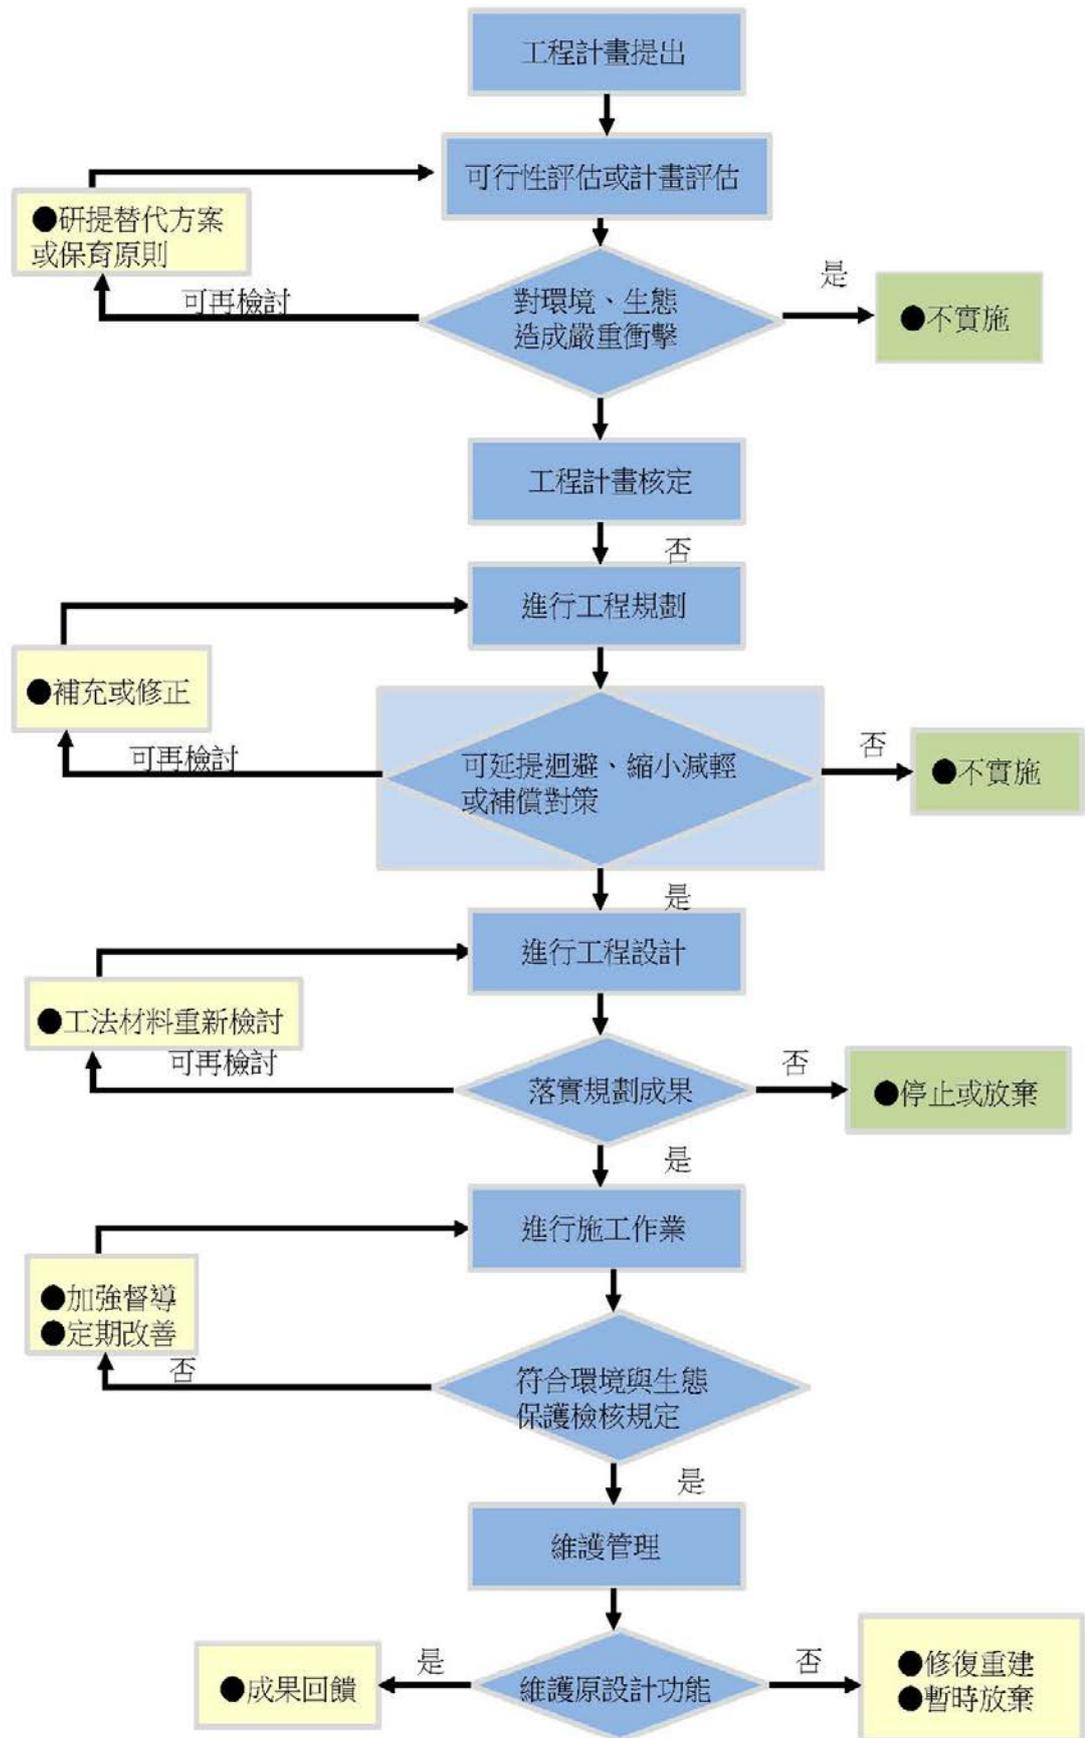 工程計畫提出
可行性評估或計畫評估
●研提替代方案
或保育原則
可再檢討
對環境、生態
造成嚴重衝擊
是
●不實施
工程計畫核定
否
進行工程規劃
●補充或修正
可再檢討
可延提迴避、縮小減輕
或補償對策
否
●不實施
是
進行工程設計
●工法材料重新檢討
可再檢討
落實規劃成果
否
●停止或放棄
是
進行施工作業
●加強督導
●定期改善
否
符合環境與生態
保護檢核規定
是
維護管理
●成果回饋
是
維護原設計功能
否
●修復重建
●暫時放棄